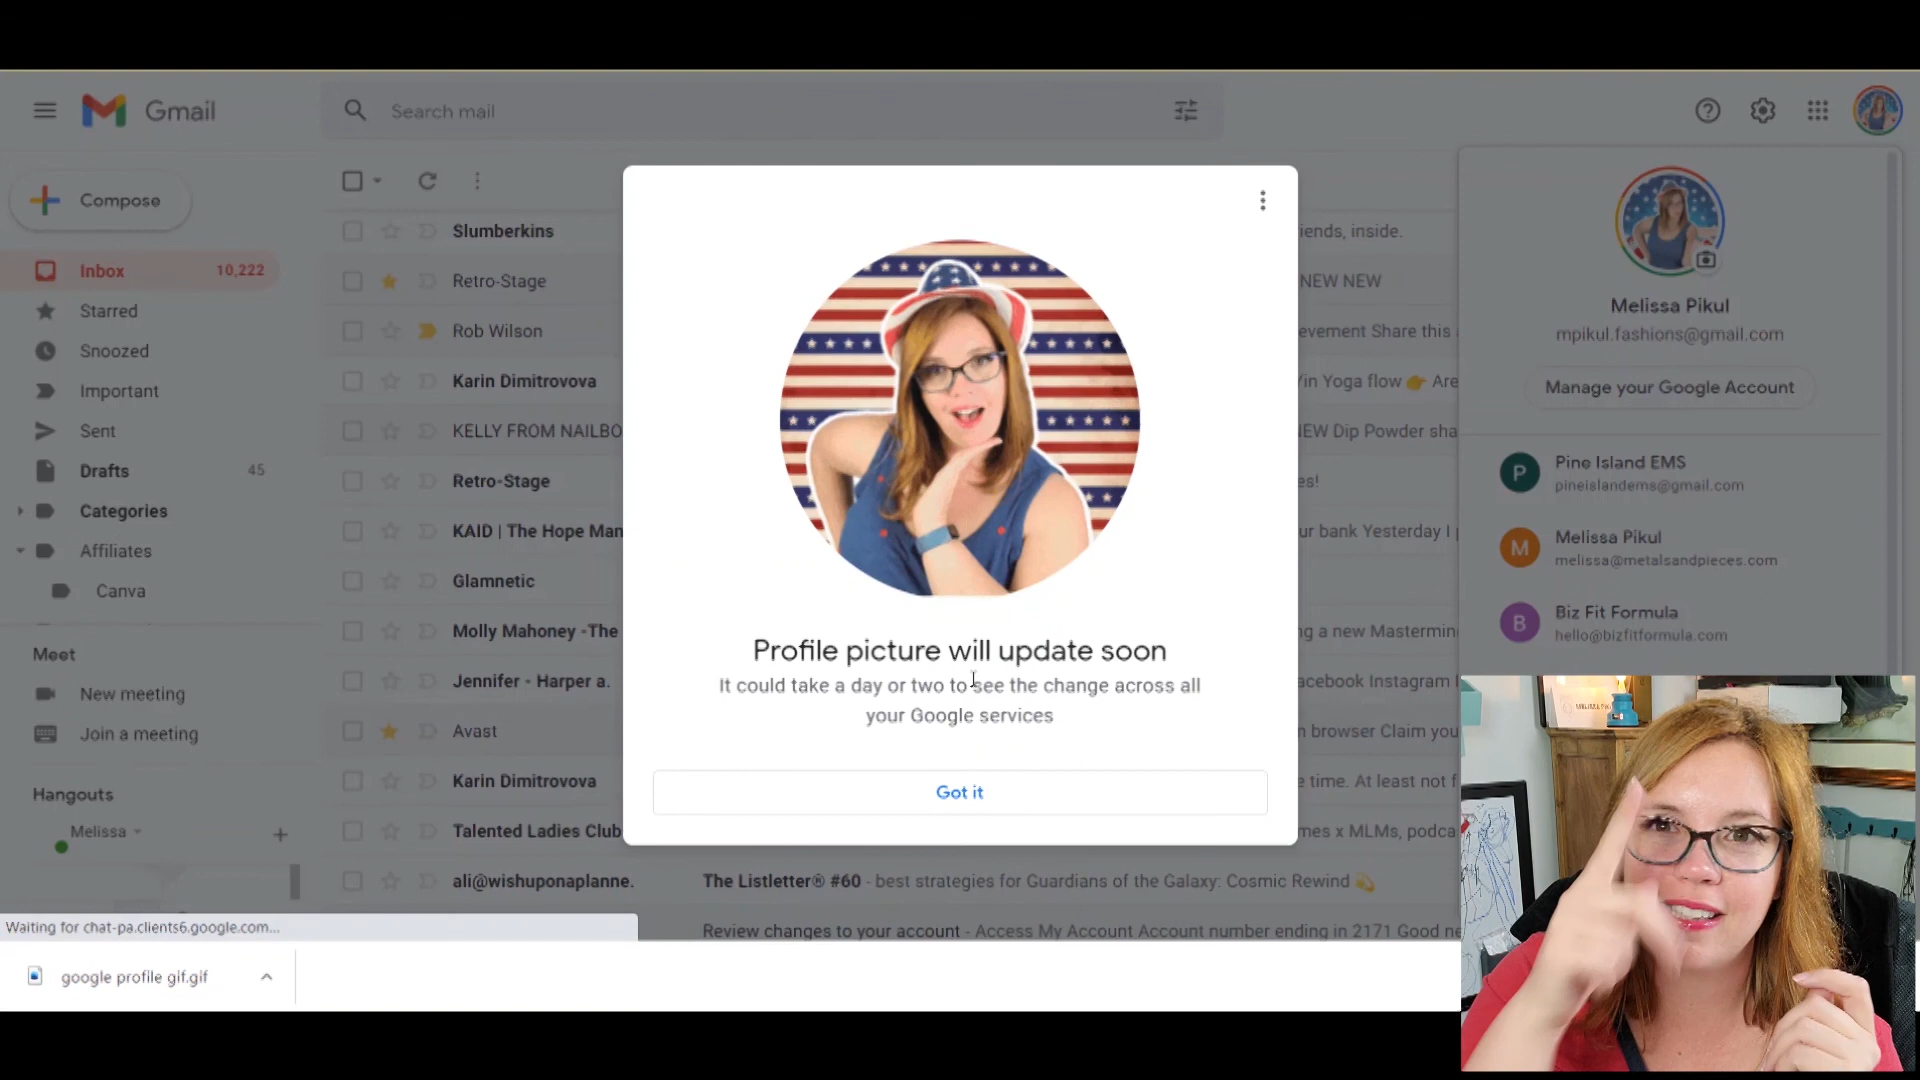 Gmail
Search mail
Compose
Inbox 10,222
Starred
Snoozed
Important
Sent
Drafts 45
Categories
Affiliates
Canva
Meet
New meeting
Join a meeting
Hangouts
Melissa
Slumberkins
iends, inside.
Retro-Stage
NEW NEW
Rob Wilson
evement Share this
Karin Dimitrovova
Yin Yoga flow 👉 Are
KELLY FROM NAILBO
NEW Dip Powder sha
Retro-Stage
es!
KAID | The Hope Man
ur bank Yesterday I
Glamnetic
Molly Mahoney -The
ng a new Mastermin
Jennifer - Harper a.
acebook Instagram
Avast
n browser Claim you
Karin Dimitrovova
e time. At least not f
Talented Ladies Club
mes x MLMs, podca
ali@wishuponaplanne.
The Listletter® #60 - best strategies for Guardians of the Galaxy: Cosmic Rewind 💫
Review changes to your account - Access My Account Account number ending in 2171 Good ne
Profile picture will update soon
It could take a day or two to see the change across all
your Google services
Got it
Melissa Pikul
mpikul.fashions@gmail.com
Manage your Google Account
P
Pine Island EMS
pineislandems@gmail.com
M
Melissa Pikul
melissa@metalsandpieces.com
B
Biz Fit Formula
hello@bizfitformula.com
Waiting for chat-pa.clients6.google.com...
google profile gif.gif